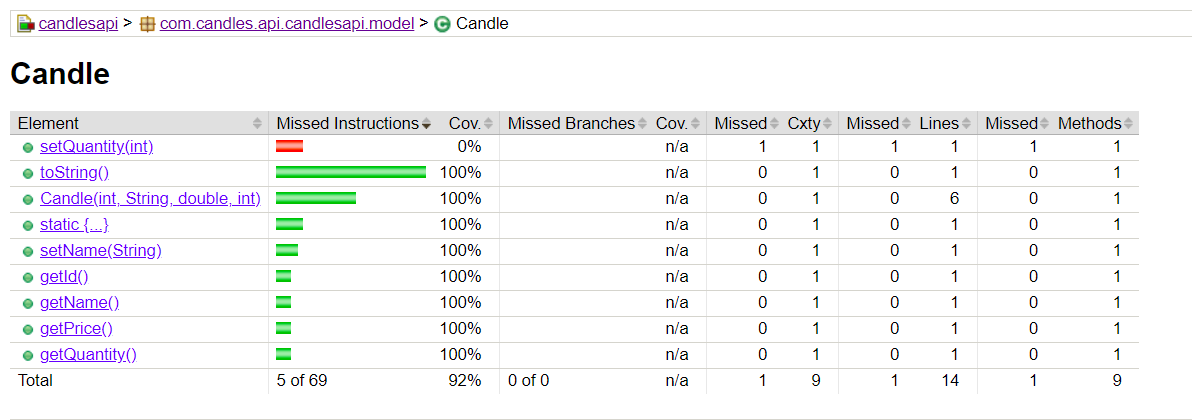 candlesapi > com.candles.api.candlesapi.model > Candle
Candle
Element Missed Instructions Cov. Missed Branches Cov. Missed Cxty Missed Lines Missed Methods
setQuantity(int) 0% n/a 1 1 1 1 1 1
toString() 100% n/a 0 1 0 1 0 1
Candle(int, String, double, int) 100% n/a 0 1 0 6 0 1
static {...} 100% n/a 0 1 0 1 0 1
setName(String) 100% n/a 0 1 0 1 0 1
getId() 100% n/a 0 1 0 1 0 1
getName() 100% n/a 0 1 0 1 0 1
getPrice() 100% n/a 0 1 0 1 0 1
getQuantity() 100% n/a 0 1 0 1 0 1
Total 5 of 69 92% 0 of 0 n/a 1 9 1 14 1 9